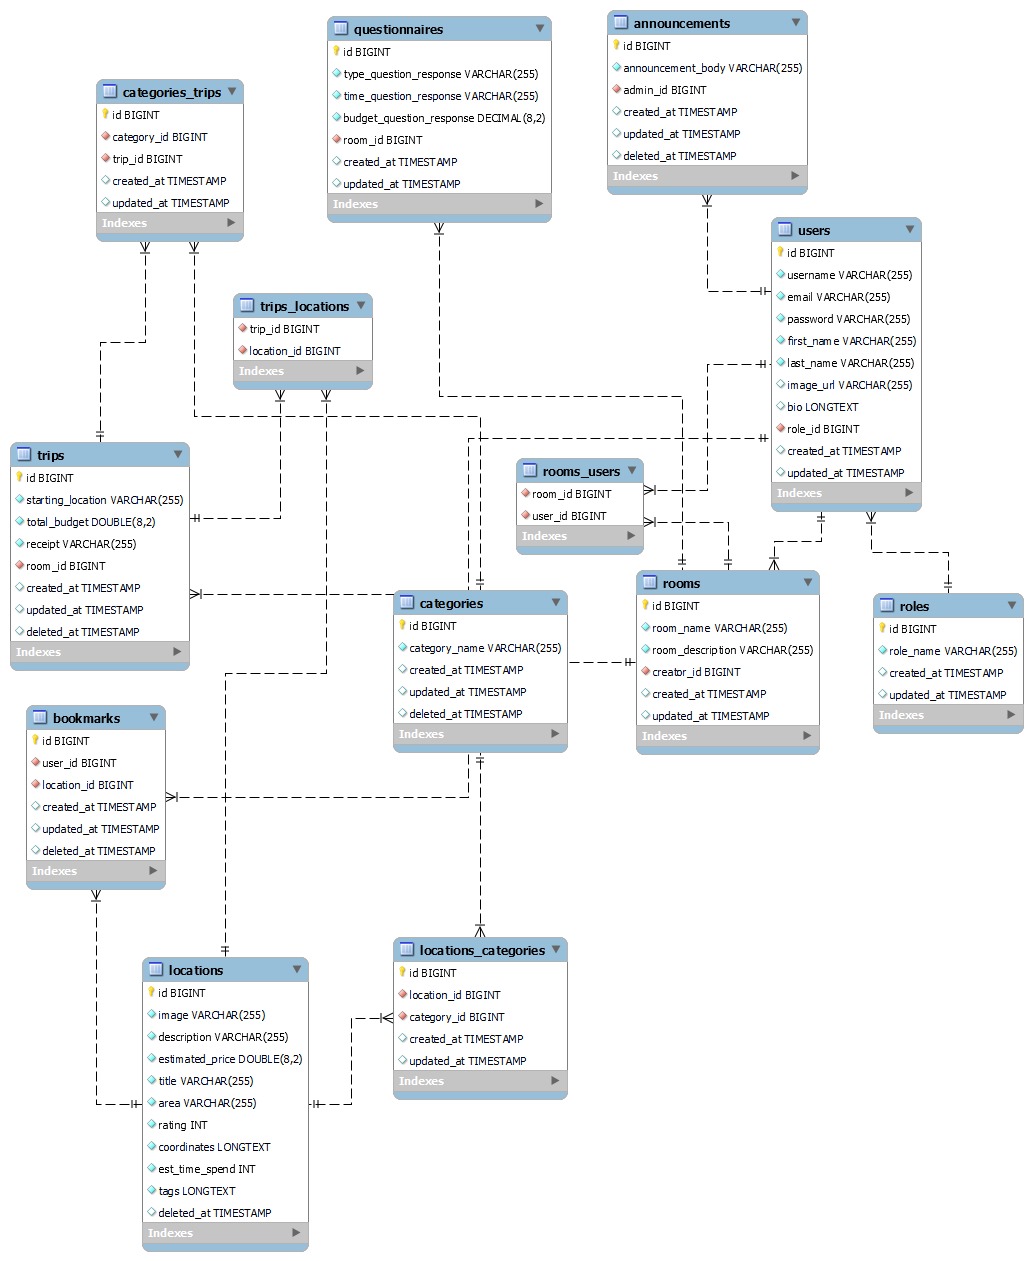 questionnaires
id BIGINT
type_question_response VARCHAR(255)
time_question_response VARCHAR(255)
budget_question_response DECIMAL(8,2)
room_id BIGINT
created_at TIMESTAMP
updated_at TIMESTAMP
Indexes
announcements
id BIGINT
announcement_body VARCHAR(255)
admin_id BIGINT
created_at TIMESTAMP
updated_at TIMESTAMP
deleted_at TIMESTAMP
Indexes
categories_trips
id BIGINT
category_id BIGINT
trip_id BIGINT
created_at TIMESTAMP
updated_at TIMESTAMP
Indexes
users
id BIGINT
username VARCHAR(255)
email VARCHAR(255)
password VARCHAR(255)
first_name VARCHAR(255)
last_name VARCHAR(255)
image_url VARCHAR(255)
bio LONGTEXT
role_id BIGINT
created_at TIMESTAMP
updated_at TIMESTAMP
Indexes
trips_locations
trip_id BIGINT
location_id BIGINT
Indexes
trips
id BIGINT
starting_location VARCHAR(255)
total_budget DOUBLE(8,2)
receipt VARCHAR(255)
room_id BIGINT
created_at TIMESTAMP
updated_at TIMESTAMP
deleted_at TIMESTAMP
Indexes
rooms_users
room_id BIGINT
user_id BIGINT
Indexes
categories
id BIGINT
category_name VARCHAR(255)
created_at TIMESTAMP
updated_at TIMESTAMP
deleted_at TIMESTAMP
Indexes
rooms
id BIGINT
room_name VARCHAR(255)
room_description VARCHAR(255)
creator_id BIGINT
created_at TIMESTAMP
updated_at TIMESTAMP
Indexes
roles
id BIGINT
role_name VARCHAR(255)
created_at TIMESTAMP
updated_at TIMESTAMP
Indexes
bookmarks
id BIGINT
user_id BIGINT
location_id BIGINT
created_at TIMESTAMP
updated_at TIMESTAMP
deleted_at TIMESTAMP
Indexes
locations
id BIGINT
image VARCHAR(255)
description VARCHAR(255)
estimated_price DOUBLE(8,2)
title VARCHAR(255)
area VARCHAR(255)
rating INT
coordinates LONGTEXT
est_time_spend INT
tags LONGTEXT
deleted_at TIMESTAMP
Indexes
locations_categories
id BIGINT
location_id BIGINT
category_id BIGINT
created_at TIMESTAMP
updated_at TIMESTAMP
Indexes